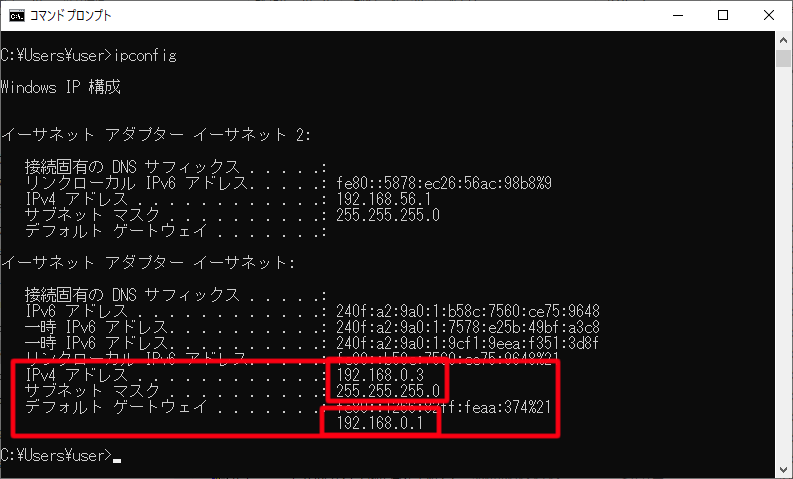 コマンドプロンプト
C:¥Users¥user>ipconfig
Windows IP 構成
イーサネット アダプター イーサネット 2:
接続固有の DNS サフィックス . . . . .:
リンクローカル IPv6 アドレス. . . . .: fe80::5878:ec26:56ac:98b8%9
IPv4 アドレス . . . . . . . . . . . .: 192.168.56.1
サブネット マスク . . . . . . . . . .: 255.255.255.0
デフォルト ゲートウェイ . . . . . . .:
イーサネット アダプター イーサネット:
接続固有の DNS サフィックス . . . . .:
IPv6 アドレス . . . . . . . . . . . .: 240f:a2:9a0:1:b58c:7560:ce75:9648
一時 IPv6 アドレス. . . . . . . . . .: 240f:a2:9a0:1:7578:e25b:49bf:a3c8
一時 IPv6 アドレス. . . . . . . . . .: 240f:a2:9a0:1:9cf1:9eea:f351:3d8f
リンクローカル IPv6 アドレス. . . . .: fe80::b58c:7560:ce75:9648%21
IPv4 アドレス . . . . . . . . . . . .: 192.168.0.3
サブネット マスク . . . . . . . . . .: 255.255.255.0
デフォルト ゲートウェイ . . . . . . .:
192.168.0.1
C:¥Users¥user>